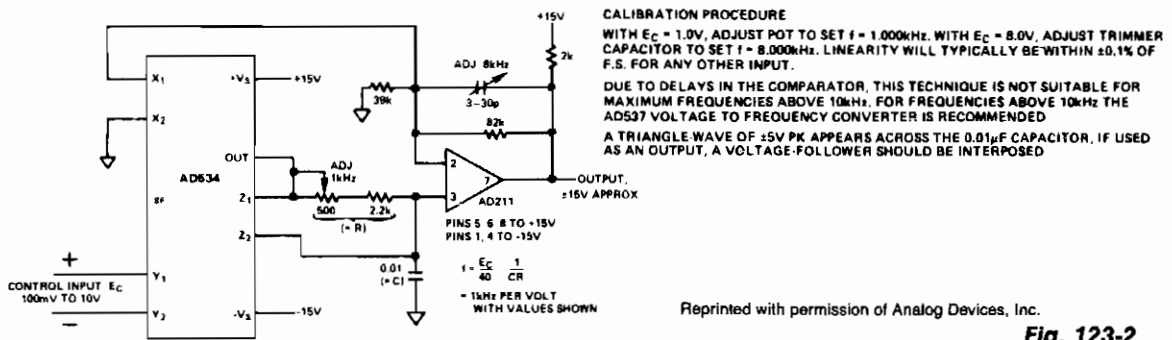 +15V
2k
ADJ 8kHz
3–30p
39k
82k
X1
X2
+VS
+15V
OUT
AD534
SF
ADJ
1kHz
Z1
500
2.2k
(= R)
Z2
2
3
7
AD211
OUTPUT,
±15V APPROX
PINS 5 6 8 TO +15V
PINS 1, 4 TO -15V
0.01
(= C)
f = EC/40 1/CR
= 1kHz PER VOLT
WITH VALUES SHOWN
+
CONTROL INPUT EC
100mV TO 10V
–
Y1
Y2
-VS
-15V
CALIBRATION PROCEDURE
WITH EC = 1.0V, ADJUST POT TO SET f = 1.000kHz. WITH EC = 8.0V, ADJUST TRIMMER
CAPACITOR TO SET f = 8.000kHz. LINEARITY WILL TYPICALLY BE WITHIN ±0.1% OF
F.S. FOR ANY OTHER INPUT.
DUE TO DELAYS IN THE COMPARATOR, THIS TECHNIQUE IS NOT SUITABLE FOR
MAXIMUM FREQUENCIES ABOVE 10kHz. FOR FREQUENCIES ABOVE 10kHz THE
AD537 VOLTAGE TO FREQUENCY CONVERTER IS RECOMMENDED
A TRIANGLE-WAVE OF ±5V PK APPEARS ACROSS THE 0.01µF CAPACITOR, IF USED
AS AN OUTPUT, A VOLTAGE-FOLLOWER SHOULD BE INTERPOSED
Reprinted with permission of Analog Devices, Inc.
Fig. 123-2